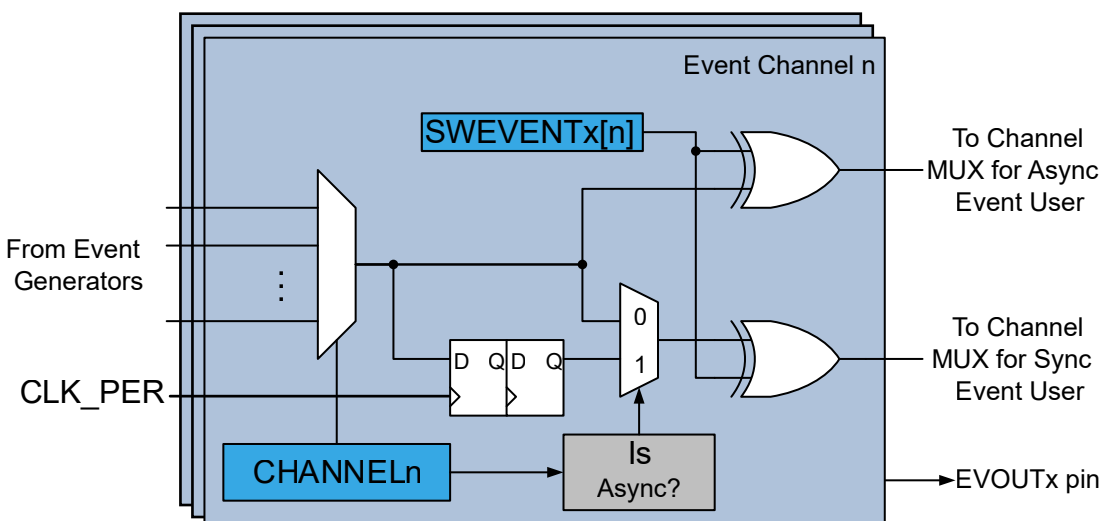 Event Channel n
SWEVENTx[n]
To Channel
MUX for Async
Event User
From Event
Generators
⋮
0
1
D Q D Q
To Channel
MUX for Sync
Event User
CLK_PER
CHANNELn
Is
Async?
EVOUTx pin